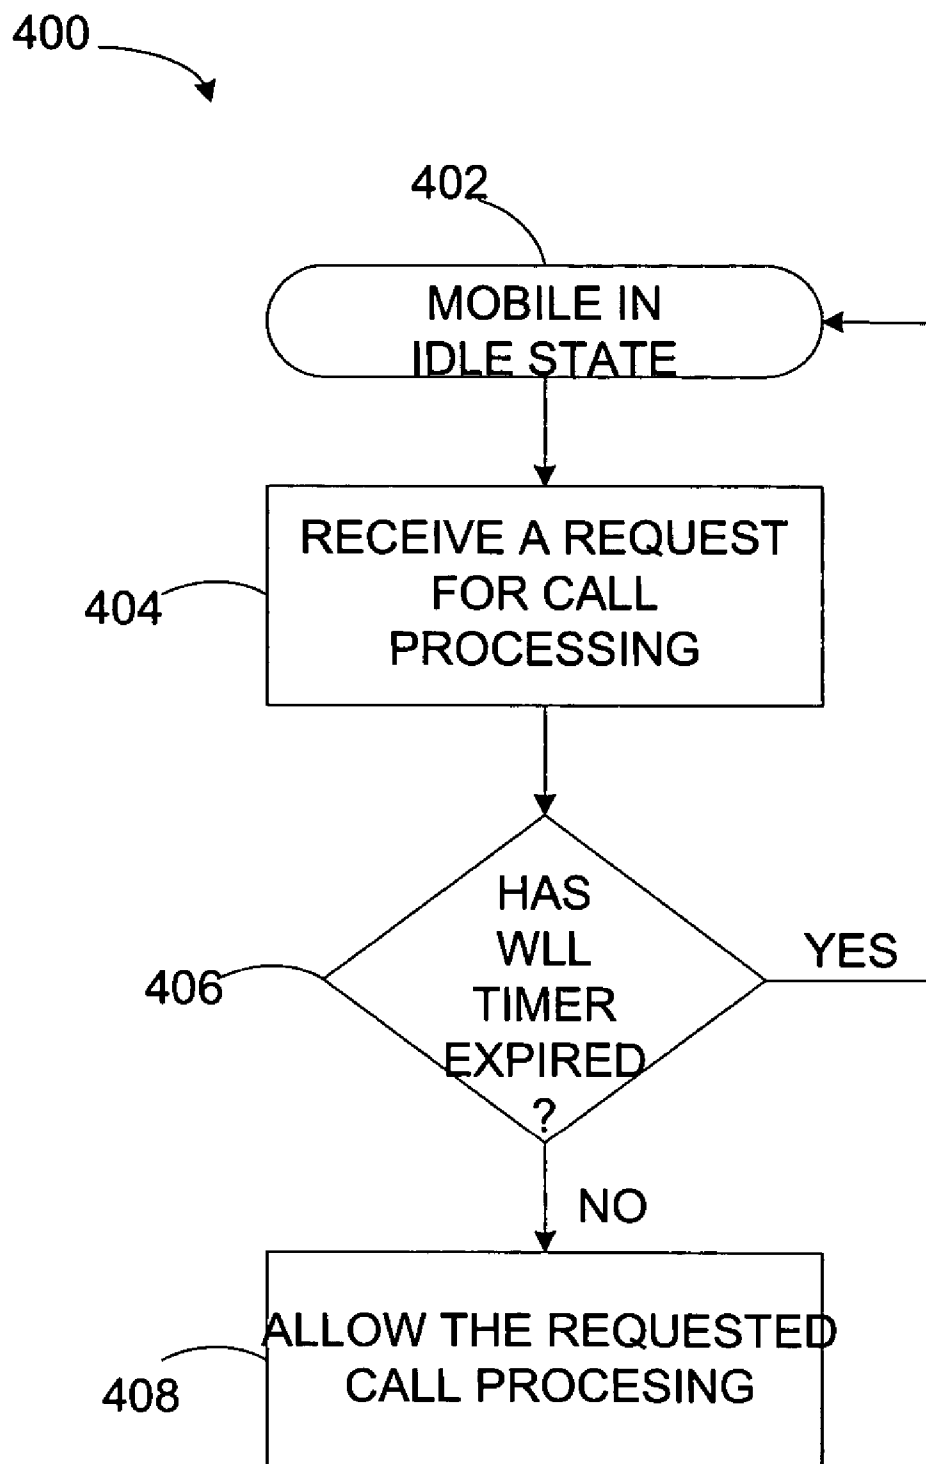 400
402
MOBILE IN
IDLE STATE
404
RECEIVE A REQUEST
FOR CALL
PROCESSING
406
HAS
WLL
TIMER
EXPIRED
?
YES
NO
408
ALLOW THE REQUESTED
CALL PROCESING